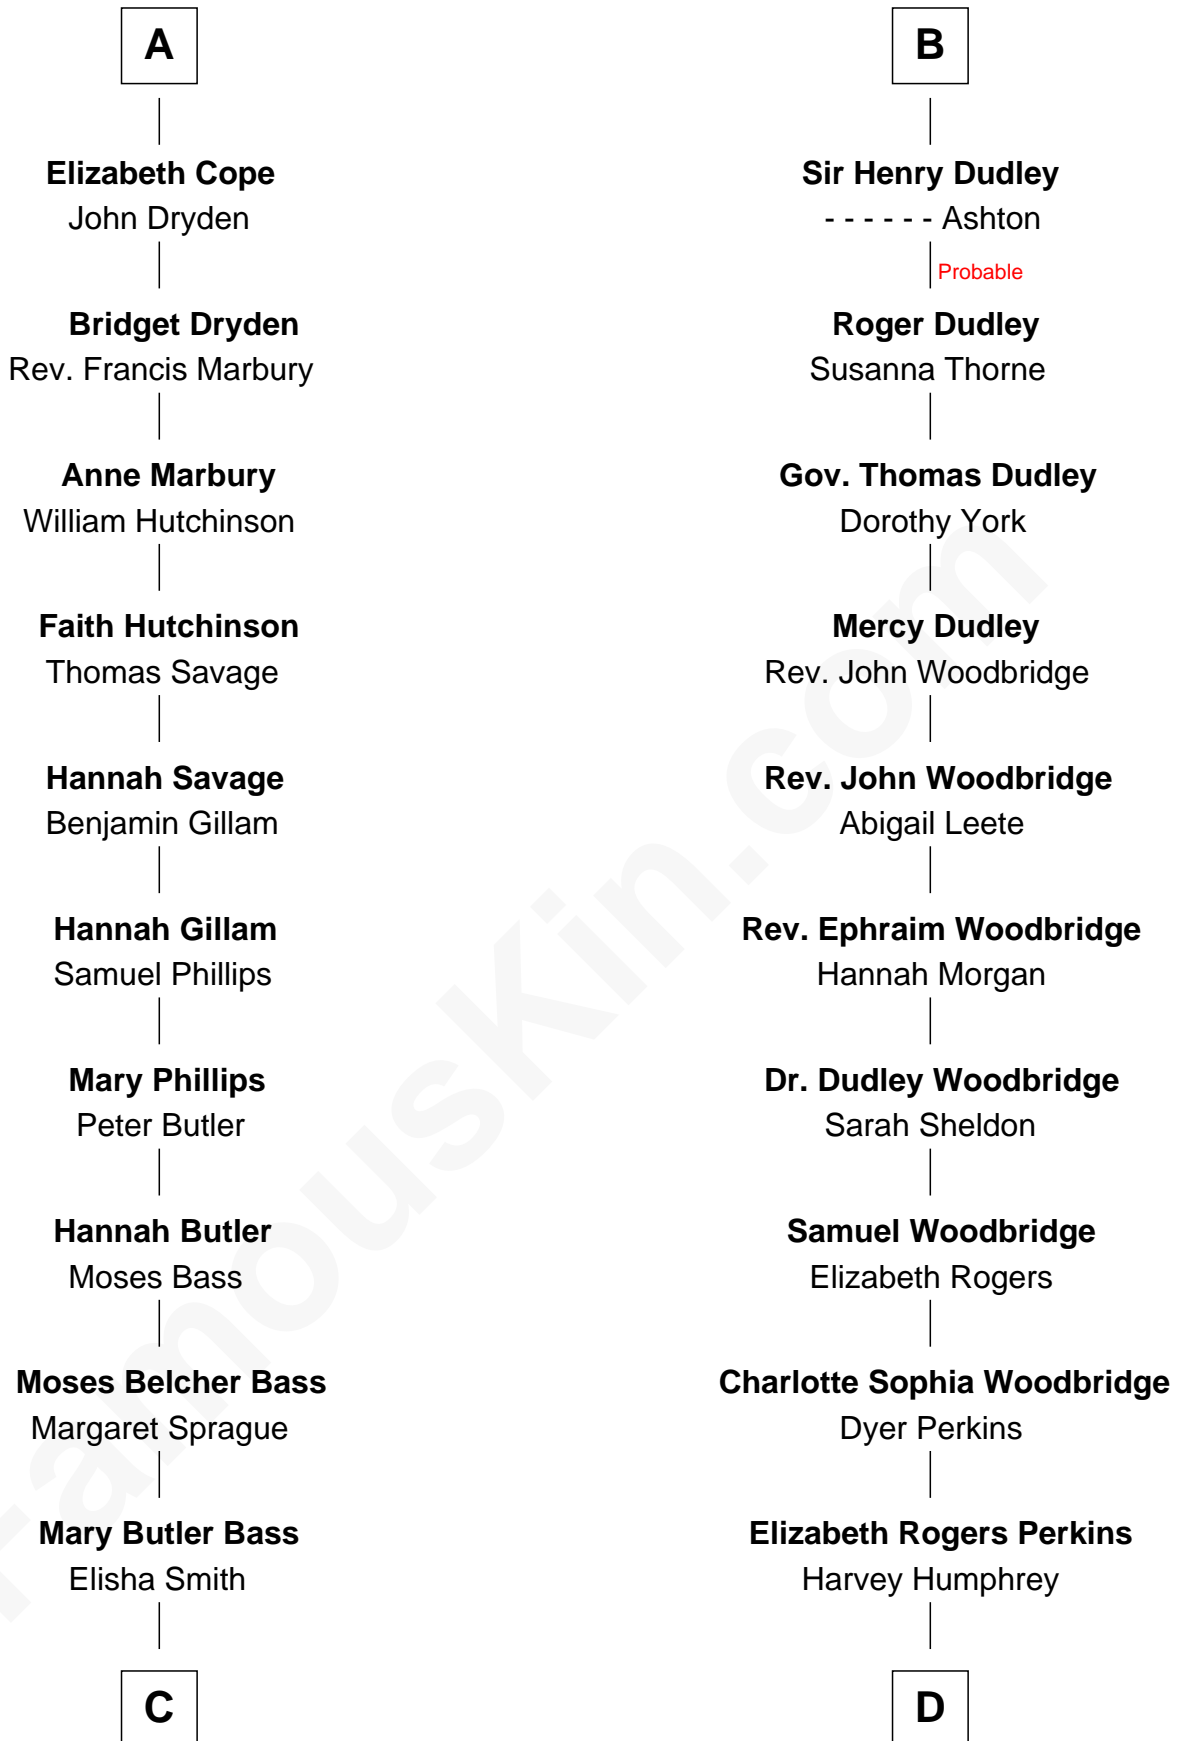 A
Elizabeth Cope
John Dryden
Bridget Dryden
Rev. Francis Marbury
Anne Marbury
William Hutchinson
Faith Hutchinson
Thomas Savage
Hannah Savage
Benjamin Gillam
Hannah Gillam
Samuel Phillips
Mary Phillips
Peter Butler
Hannah Butler
Moses Bass
Moses Belcher Bass
Margaret Sprague
Mary Butler Bass
Elisha Smith
C
B
Sir Henry Dudley
- - - - - - Ashton
Probable
Roger Dudley
Susanna Thorne
Gov. Thomas Dudley
Dorothy York
Mercy Dudley
Rev. John Woodbridge
Rev. John Woodbridge
Abigail Leete
Rev. Ephraim Woodbridge
Hannah Morgan
Dr. Dudley Woodbridge
Sarah Sheldon
Samuel Woodbridge
Elizabeth Rogers
Charlotte Sophia Woodbridge
Dyer Perkins
Elizabeth Rogers Perkins
Harvey Humphrey
D
FamousKin.com